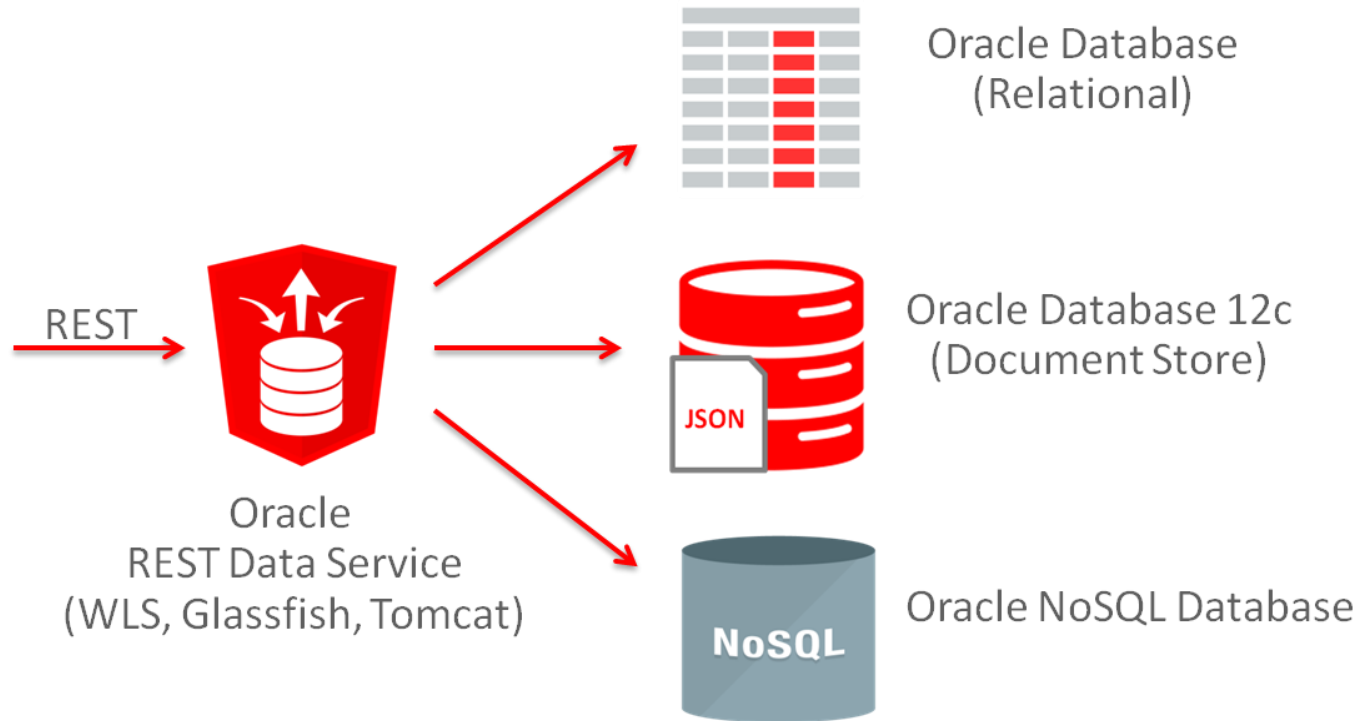 REST
Oracle
REST Data Service
(WLS, Glassfish, Tomcat)
Oracle Database
(Relational)
JSON
Oracle Database 12c
(Document Store)
NoSQL
Oracle NoSQL Database